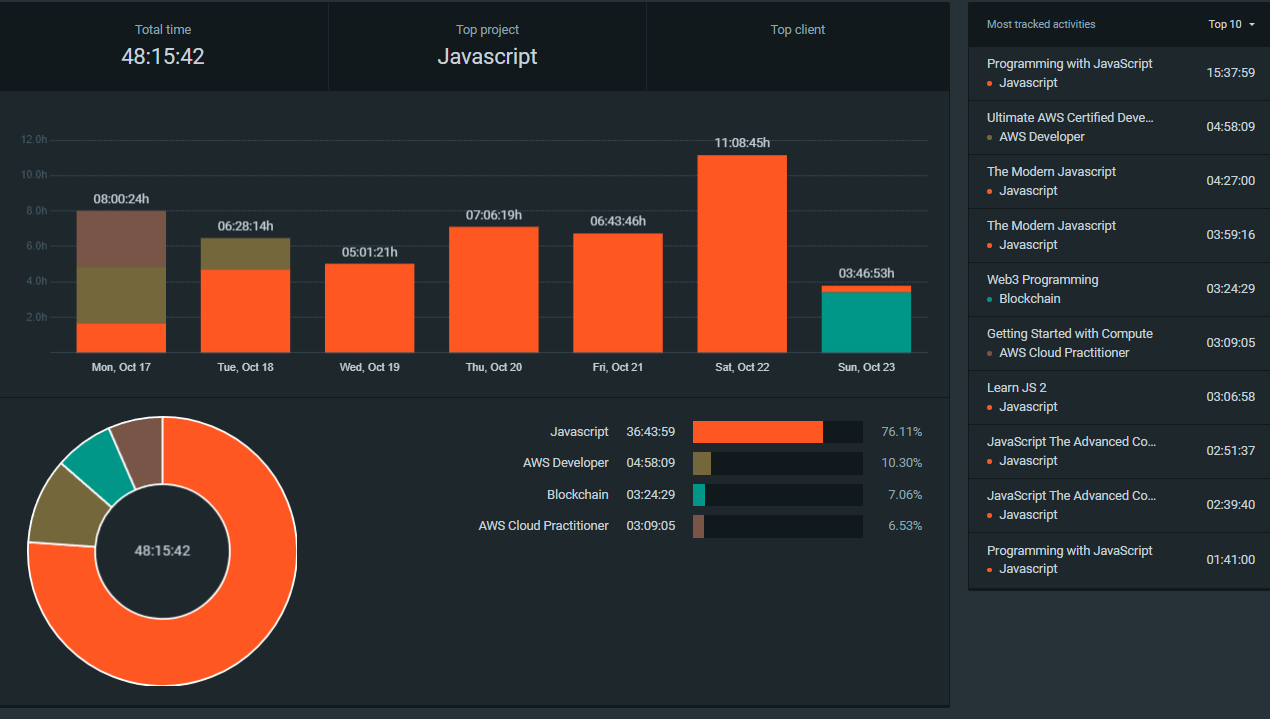 Total time
48:15:42
Top project
Javascript
Top client
12.0h
10.0h
8.0h
6.0h
4.0h
2.0h
08:00:24h
06:28:14h
05:01:21h
07:06:19h
06:43:46h
11:08:45h
03:46:53h
Mon, Oct 17
Tue, Oct 18
Wed, Oct 19
Thu, Oct 20
Fri, Oct 21
Sat, Oct 22
Sun, Oct 23
48:15:42
Javascript 36:43:59 76.11%
AWS Developer 04:58:09 10.30%
Blockchain 03:24:29 7.06%
AWS Cloud Practitioner 03:09:05 6.53%
Most tracked activities Top 10
Programming with JavaScript
Javascript
15:37:59
Ultimate AWS Certified Deve...
AWS Developer
04:58:09
The Modern Javascript
Javascript
04:27:00
The Modern Javascript
Javascript
03:59:16
Web3 Programming
Blockchain
03:24:29
Getting Started with Compute
AWS Cloud Practitioner
03:09:05
Learn JS 2
Javascript
03:06:58
JavaScript The Advanced Co...
Javascript
02:51:37
JavaScript The Advanced Co...
Javascript
02:39:40
Programming with JavaScript
Javascript
01:41:00